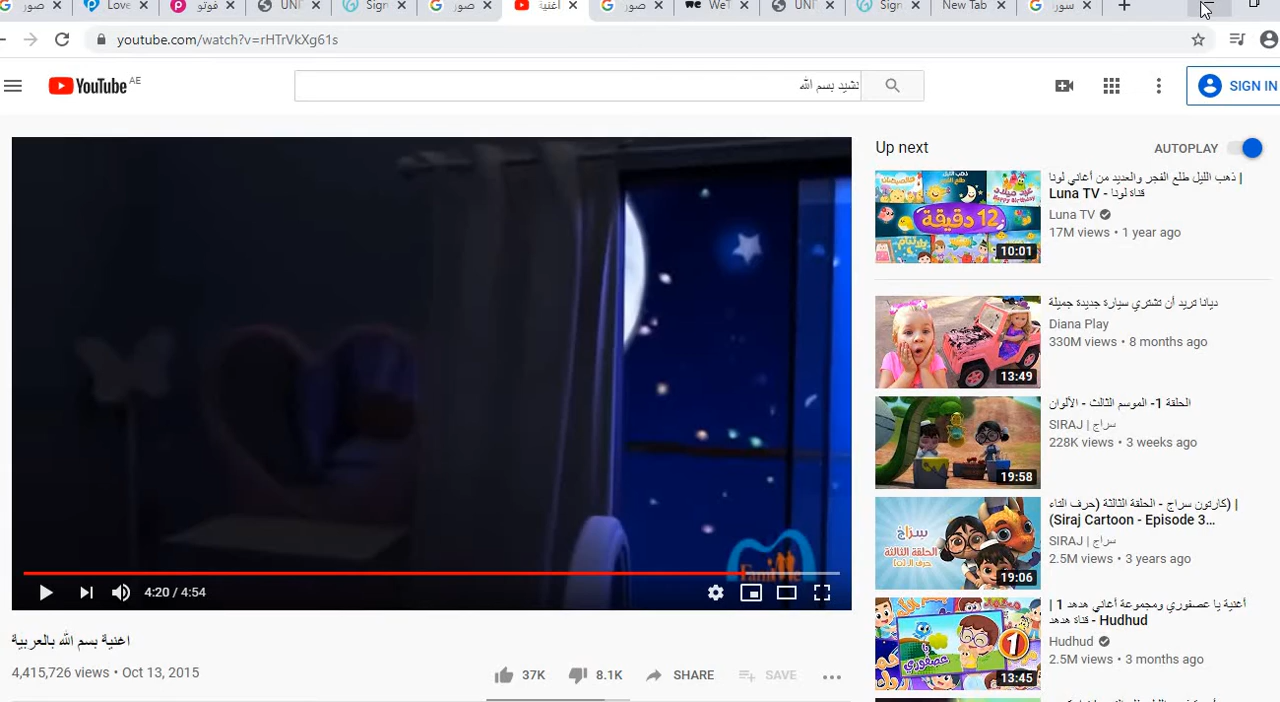 صور
Love
فوتو
UNI
Sign
صور
أغنية
صور
WeT
UNI
Sign
New Tab
سور
youtube.com/watch?v=rHTrVkXg61s
YouTube AE
نشيد بسم الله
SIGN IN
Up next
AUTOPLAY
ذهب الليل طلع الفجر والعديد من أغاني لونا |
Luna TV - قناة لونا
Luna TV
17M views • 1 year ago
12 دقيقة
10:01
ديانا تريد أن تشتري سيارة جديدة جميلة
Diana Play
330M views • 8 months ago
13:49
الحلقة 1- الموسم الثالث - الألوان
SIRAJ | سراج
228K views • 3 weeks ago
19:58
(كارتون سراج - الحلقة الثالثة (حرف التاء |
(Siraj Cartoon - Episode 3...
SIRAJ | سراج
2.5M views • 3 years ago
سراج
الحلقة الثالثة
19:06
أغنية يا عصفوري ومجموعة أغاني هدهد 1 |
قناة هدهد - Hudhud
Hudhud
2.5M views • 3 months ago
1
عصفوري
13:45
4:20 / 4:54
اغنية بسم الله بالعربية
4,415,726 views • Oct 13, 2015
37K
8.1K
SHARE
SAVE